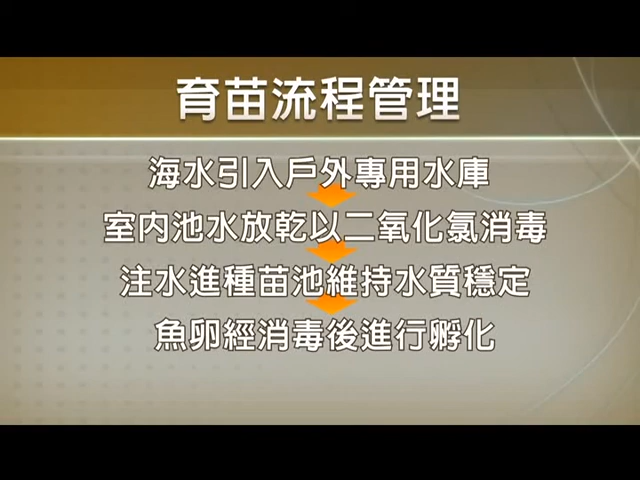 育苗流程管理
海水引入戶外專用水庫
室內池水放乾以二氧化氯消毒
注水進種苗池維持水質穩定
魚卵經消毒後進行孵化